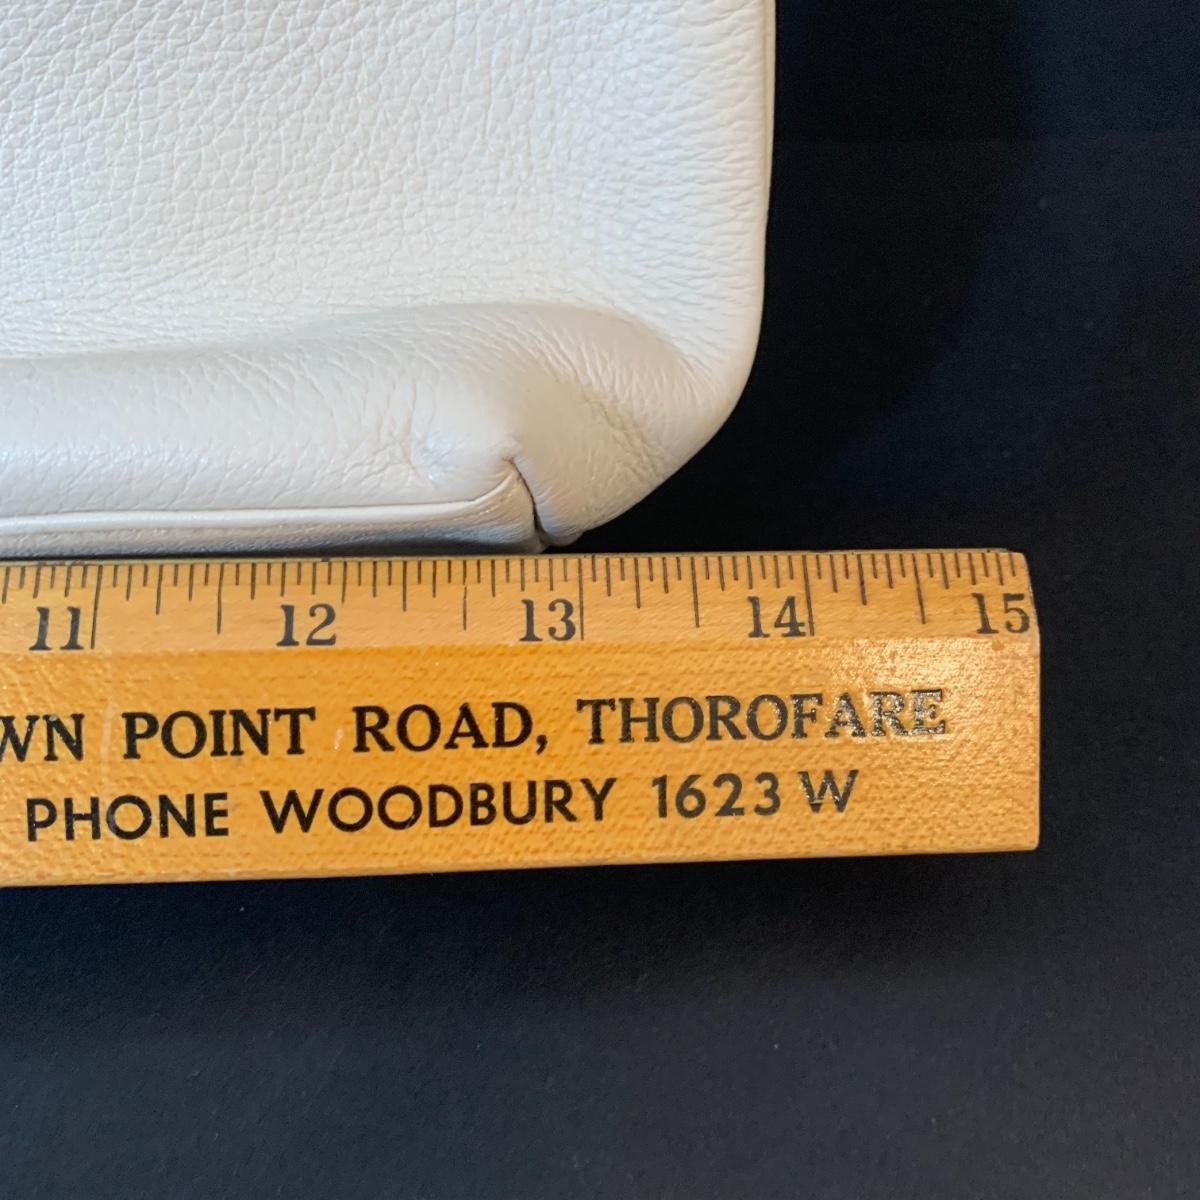 11 12 13 14 15
WN POINT ROAD, THOROFARE
PHONE WOODBURY 1623 W